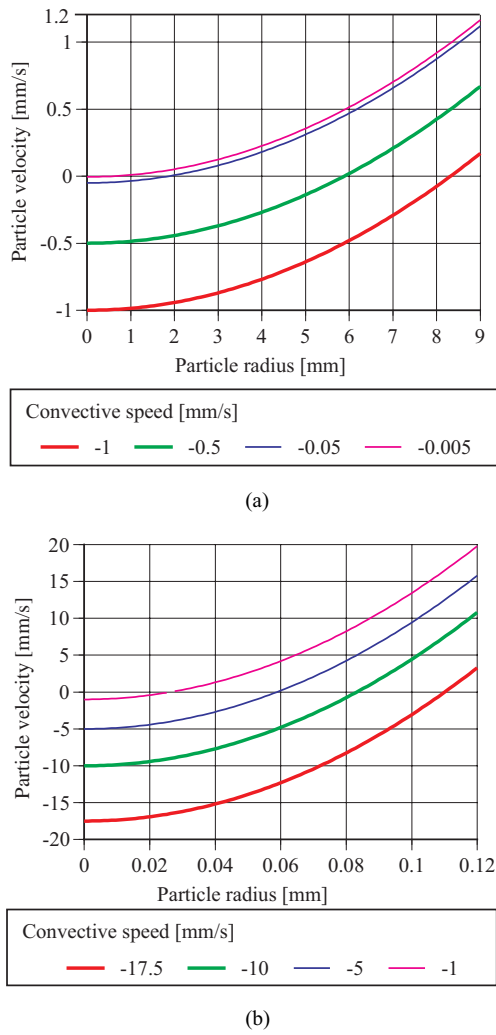 1.2
1
0.5
0
-0.5
-1
Particle velocity [mm/s]
0 1 2 3 4 5 6 7 8 9
Particle radius [mm]
Convective speed [mm/s]
-1 -0.5 -0.05 -0.005
(a)
20
15
10
5
0
-5
-10
-15
-20
Particle velocity [mm/s]
0 0.02 0.04 0.06 0.08 0.1 0.12
Particle radius [mm]
Convective speed [mm/s]
-17.5 -10 -5 -1
(b)